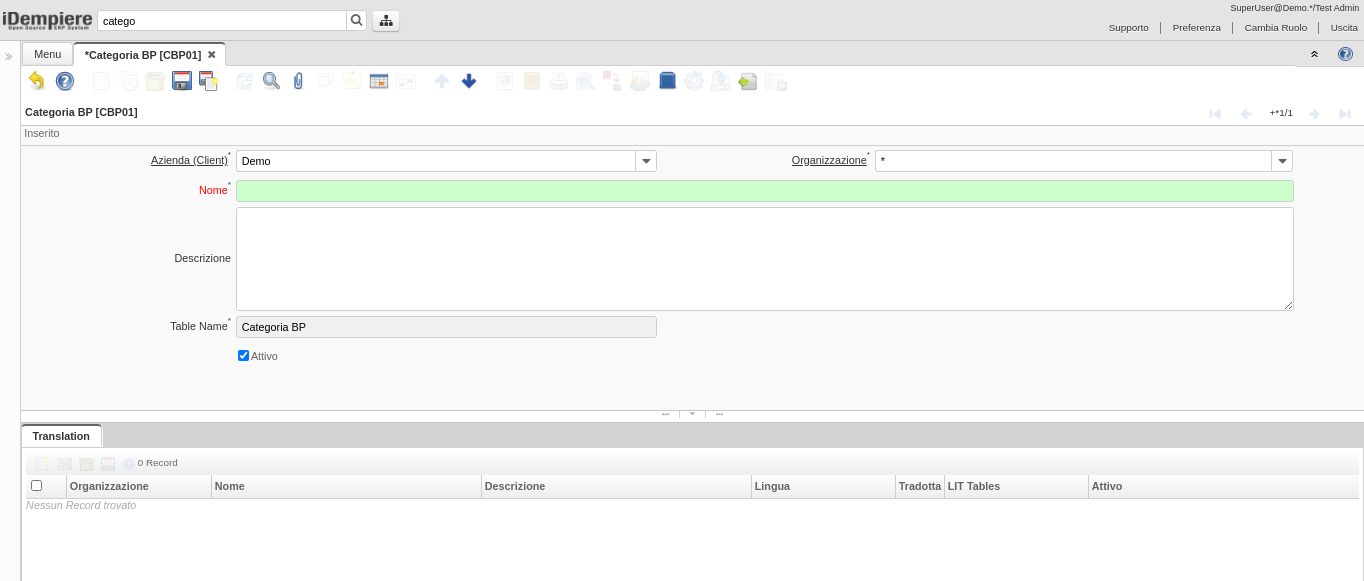 SuperUser@Demo.*/Test Admin
iDempiere
Open Source ERP System
catego
Supporto Preferenza Cambia Ruolo Uscita
Menu *Categoria BP [CBP01]
Categoria BP [CBP01] +*1/1
Inserito
Azienda (Client)* Demo Organizzazione* *
Nome*
Descrizione
Table Name* Categoria BP
Attivo
Translation
0 Record
Organizzazione Nome Descrizione Lingua Tradotta LIT Tables Attivo
Nessun Record trovato